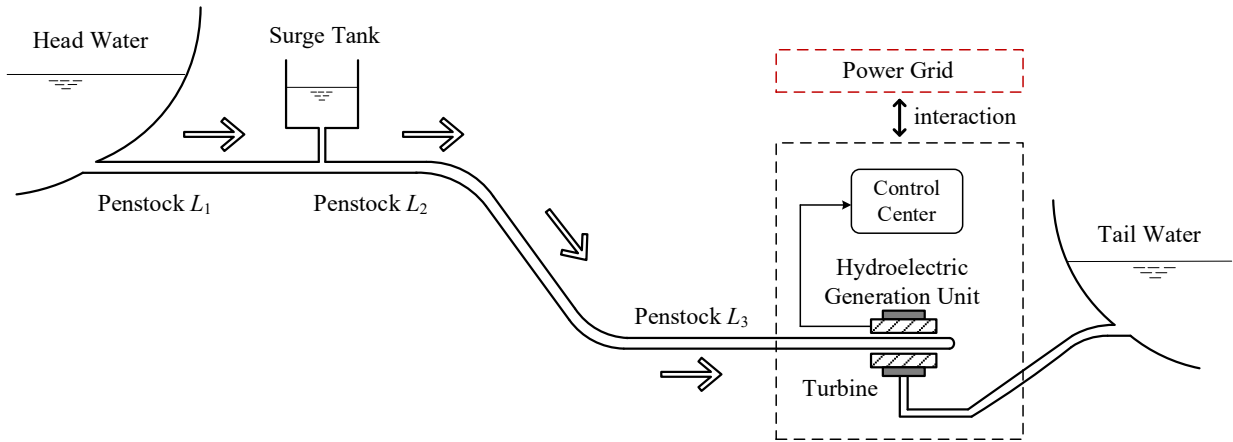 Head Water
Surge Tank
Power Grid
interaction
Penstock L1
Penstock L2
Control
Center
Tail Water
Hydroelectric
Generation Unit
Penstock L3
Turbine